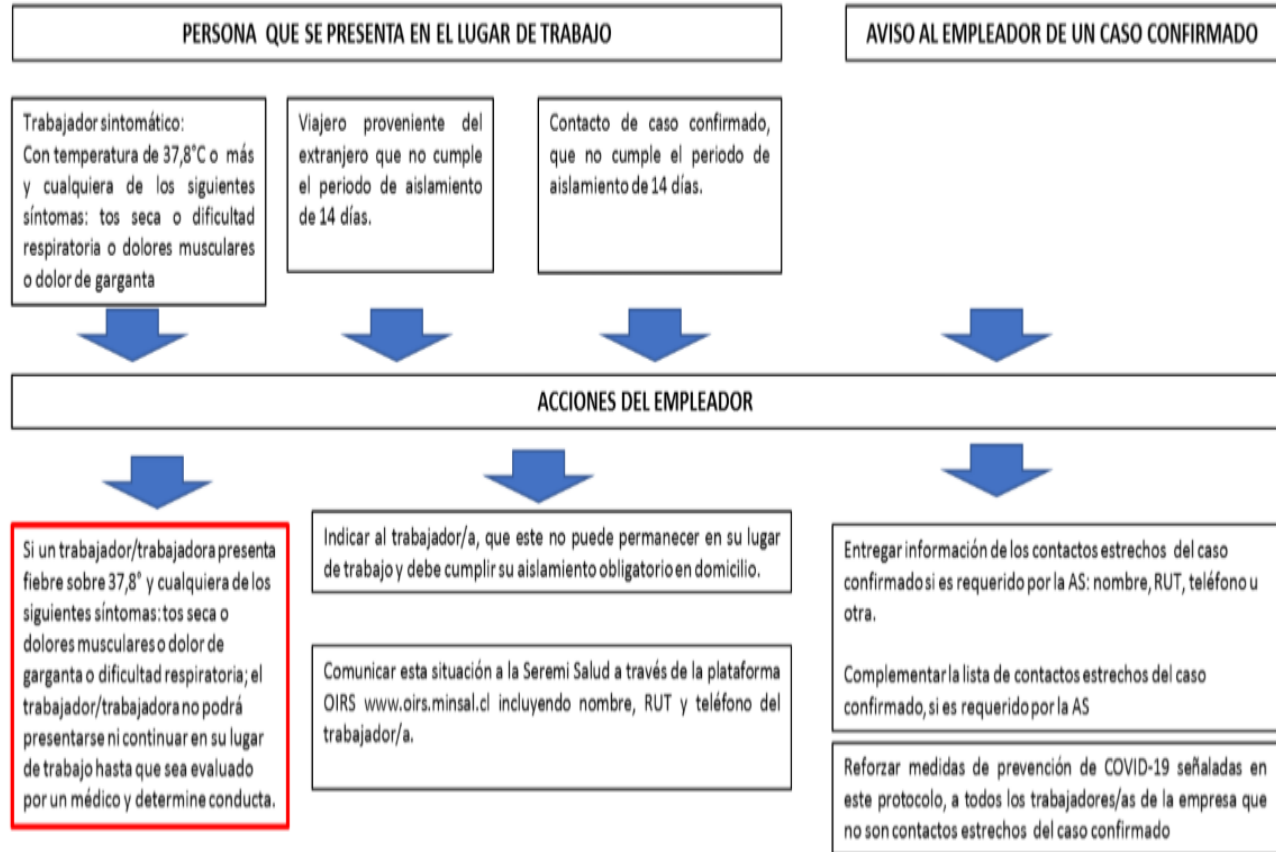 PERSONA QUE SE PRESENTA EN EL LUGAR DE TRABAJO
AVISO AL EMPLEADOR DE UN CASO CONFIRMADO
Trabajador sintomático:
Con temperatura de 37,8°C o más
y cualquiera de los siguientes
síntomas: tos seca o dificultad
respiratoria o dolores musculares
o dolor de garganta
Viajero proveniente del
extranjero que no cumple
el periodo de aislamiento
de 14 días.
Contacto de caso confirmado,
que no cumple el periodo de
aislamiento de 14 días.
ACCIONES DEL EMPLEADOR
Si un trabajador/trabajadora presenta
fiebre sobre 37,8° y cualquiera de los
siguientes síntomas: tos seca o
dolores musculares o dolor de
garganta o dificultad respiratoria; el
trabajador/trabajadora no podrá
presentarse ni continuar en su lugar
de trabajo hasta que sea evaluado
por un médico y determine conducta.
Indicar al trabajador/a, que este no puede permanecer en su lugar
de trabajo y debe cumplir su aislamiento obligatorio en domicilio.
Comunicar esta situación a la Seremi Salud a través de la plataforma
OIRS www.oirs.minsal.cl incluyendo nombre, RUT y teléfono del
trabajador/a.
Entregar información de los contactos estrechos del caso
confirmado si es requerido por la AS: nombre, RUT, teléfono u
otra.
Complementar la lista de contactos estrechos del caso
confirmado, si es requerido por la AS
Reforzar medidas de prevención de COVID-19 señaladas en
este protocolo, a todos los trabajadores/as de la empresa que
no son contactos estrechos del caso confirmado